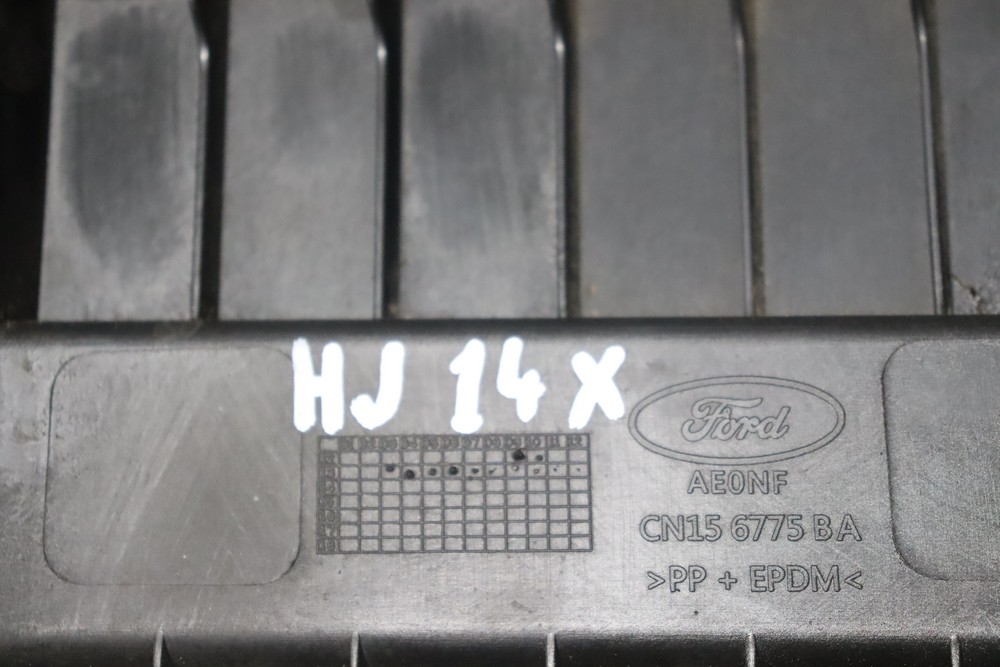 HJ 14 X
Ford
AE0NF
CN15 6775 BA
>PP + EPDM<